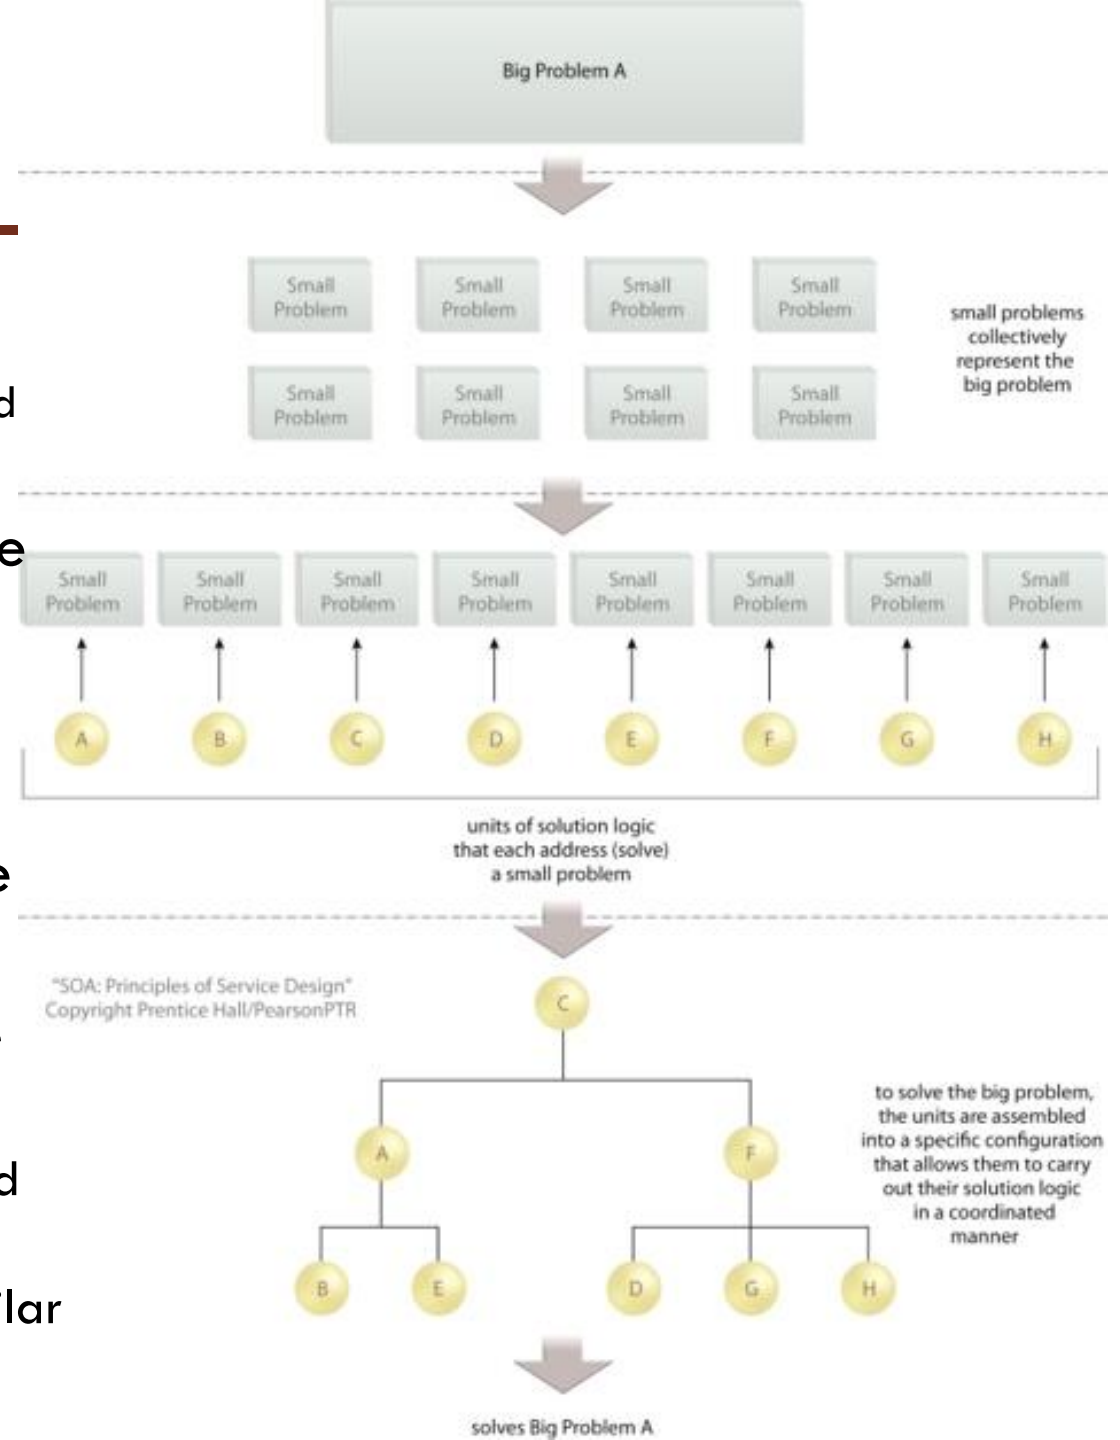 Big Problem A
Small
Problem
Small
Problem
Small
Problem
Small
Problem
small problems
collectively
represent the
big problem
d
Small
Problem
Small
Problem
Small
Problem
Small
Problem
e
Small
Problem
Small
Problem
Small
Problem
Small
Problem
Small
Problem
Small
Problem
Small
Problem
Small
Problem
A B C D E F G H
units of solution logic
that each address (solve)
a small problem
e
"SOA: Principles of Service Design"
Copyright Prentice Hall/PearsonPTR
C
to solve the big problem,
the units are assembled
into a specific configuration
that allows them to carry
out their solution logic
in a coordinated
manner
A F
d
B E D G H
lar
solves Big Problem A